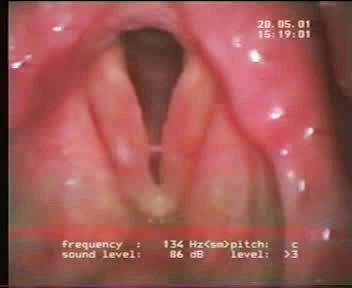 20.05.01
15:19:01
frequency : 134 Hz<sm>pitch: c
sound level: 86 dB level: >3